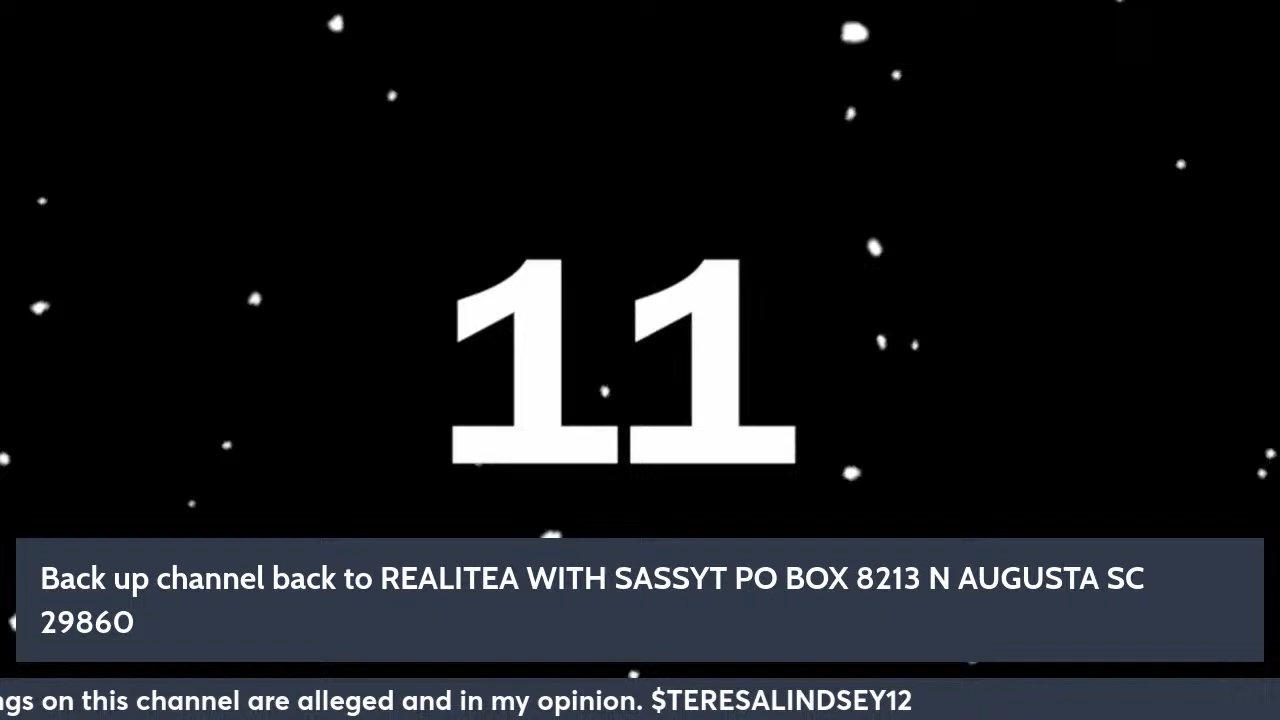 11
Back up channel back to REALITEA WITH SASSYT PO BOX 8213 N AUGUSTA SC
29860
on this channel are alleged and in my opinion. $TERESALINDSEY12